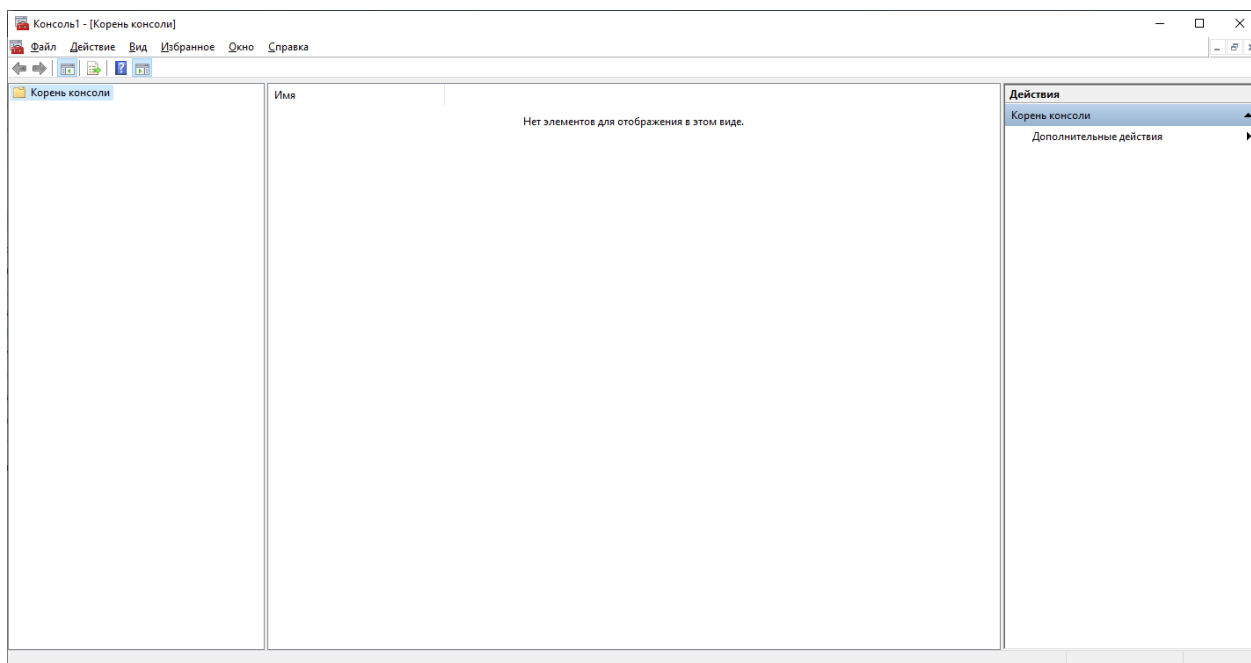 Консоль1 - [Корень консоли]
Файл Действие Вид Избранное Окно Справка
Корень консоли
Имя
Нет элементов для отображения в этом виде.
Действия
Корень консоли
Дополнительные действия